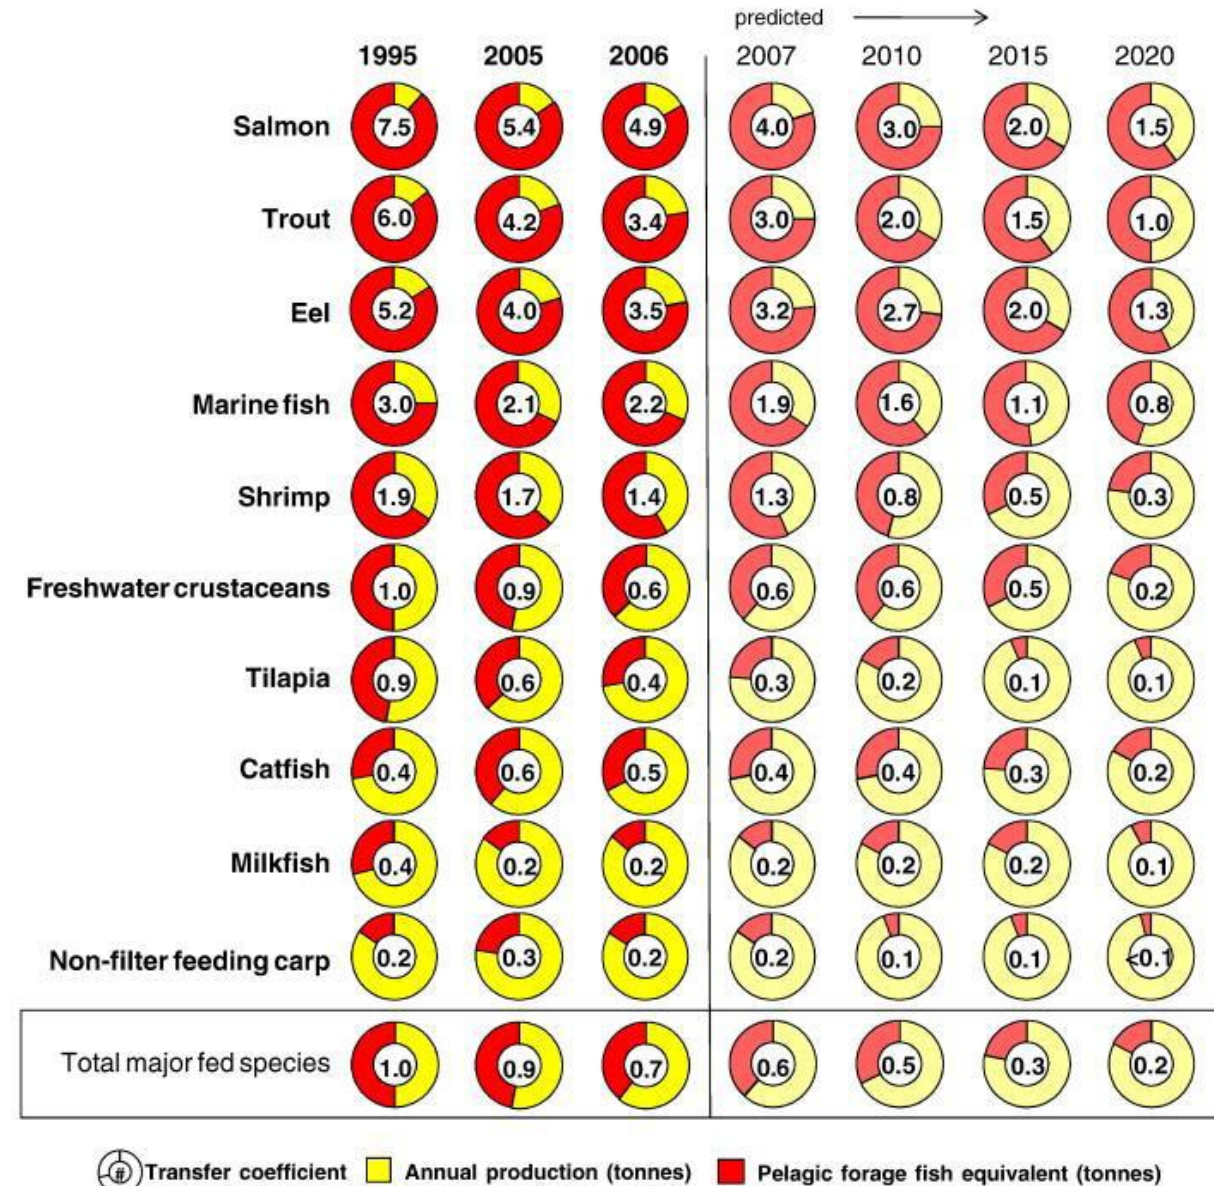 predicted
1995 2005 2006 2007 2010 2015 2020
Salmon 7.5 5.4 4.9 4.0 3.0 2.0 1.5
Trout 6.0 4.2 3.4 3.0 2.0 1.5 1.0
Eel 5.2 4.0 3.5 3.2 2.7 2.0 1.3
Marine fish 3.0 2.1 2.2 1.9 1.6 1.1 0.8
Shrimp 1.9 1.7 1.4 1.3 0.8 0.5 0.3
Freshwater crustaceans 1.0 0.9 0.6 0.6 0.6 0.5 0.2
Tilapia 0.9 0.6 0.4 0.3 0.2 0.1 0.1
Catfish 0.4 0.6 0.5 0.4 0.4 0.3 0.2
Milkfish 0.4 0.2 0.2 0.2 0.2 0.2 0.1
Non-filter feeding carp 0.2 0.3 0.2 0.2 0.1 0.1 <0.1
Total major fed species 1.0 0.9 0.7 0.6 0.5 0.3 0.2
# Transfer coefficient Annual production (tonnes) Pelagic forage fish equivalent (tonnes)